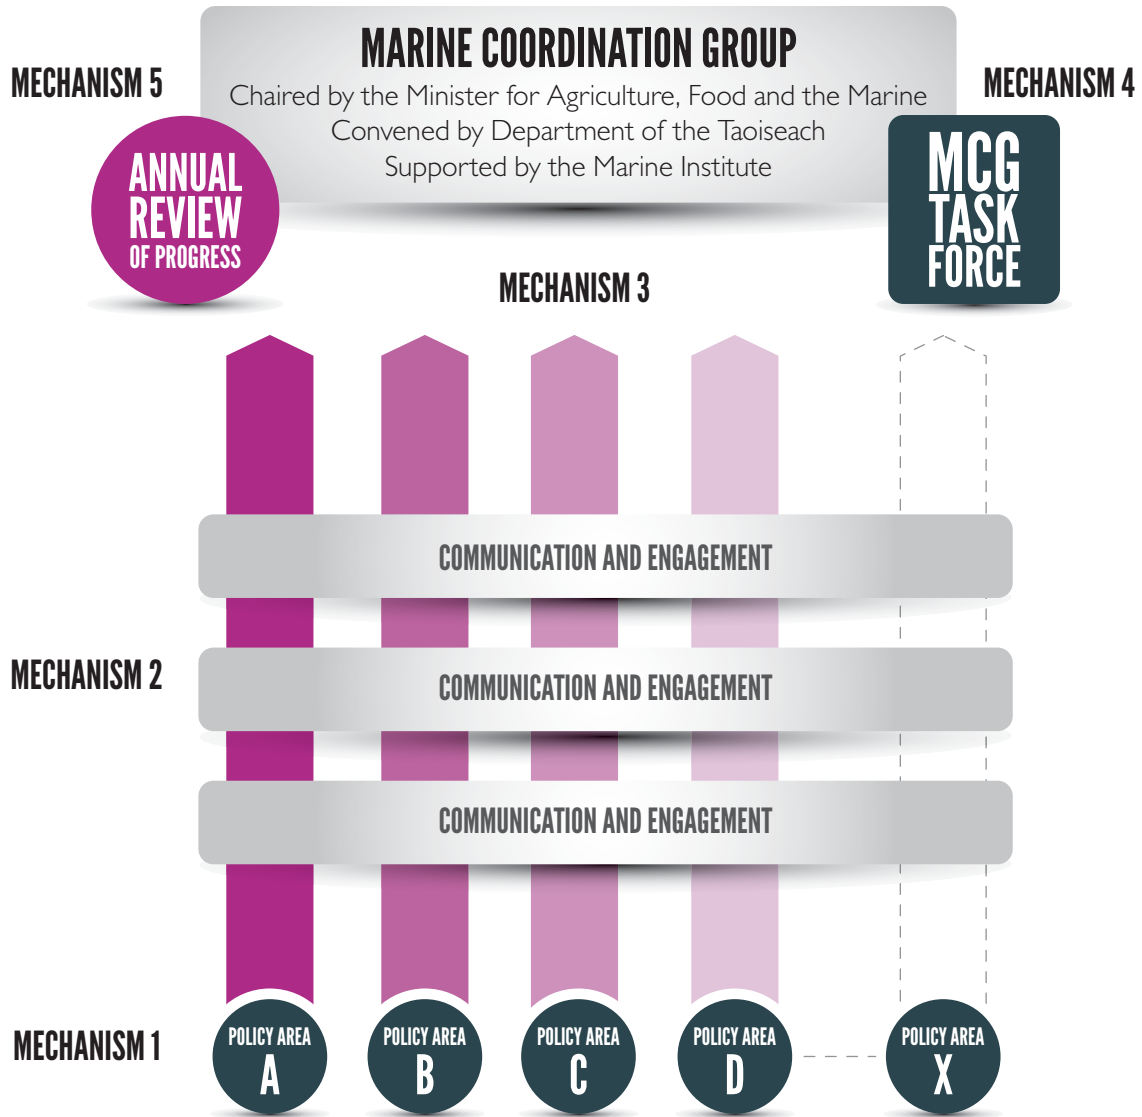 MARINE COORDINATION GROUP
Chaired by the Minister for Agriculture, Food and the Marine
Convened by Department of the Taoiseach
Supported by the Marine Institute
MECHANISM 5
ANNUAL
REVIEW
OF PROGRESS
MECHANISM 4
MCG
TASK
FORCE
MECHANISM 3
COMMUNICATION AND ENGAGEMENT
MECHANISM 2
COMMUNICATION AND ENGAGEMENT
COMMUNICATION AND ENGAGEMENT
MECHANISM 1
POLICY AREA
A
POLICY AREA
B
POLICY AREA
C
POLICY AREA
D
POLICY AREA
X